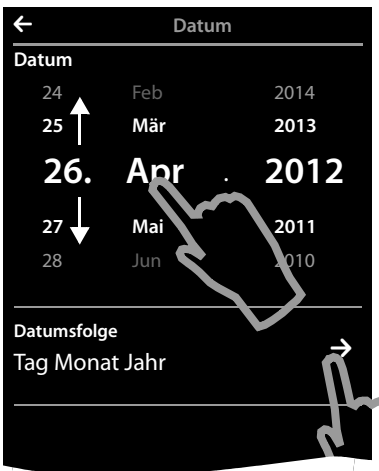 Datum
Datum
24 Feb 2014
25 Mär 2013
26. Apr . 2012
27 Mai 2011
28 Jun 2010
Datumsfolge
Tag Monat Jahr